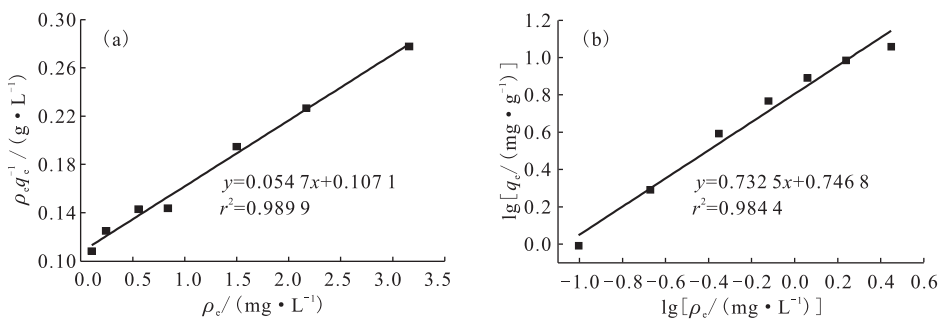 (a)
0.30
0.26
0.22
0.18
0.14
0.10
ρₑqₑ⁻¹/(g·L⁻¹)
y=0.054 7x+0.107 1
r²=0.989 9
0.0 0.5 1.0 1.5 2.0 2.5 3.0 3.5
ρₑ/(mg·L⁻¹)
(b)
1.2
1.0
0.8
0.6
0.4
0.2
0.0
lg[qₑ/(mg·g⁻¹)]
y=0.732 5x+0.746 8
r²=0.984 4
−1.0 −0.8 −0.6 −0.4 −0.2 0.0 0.2 0.4 0.6
lg[ρₑ/(mg·L⁻¹)]